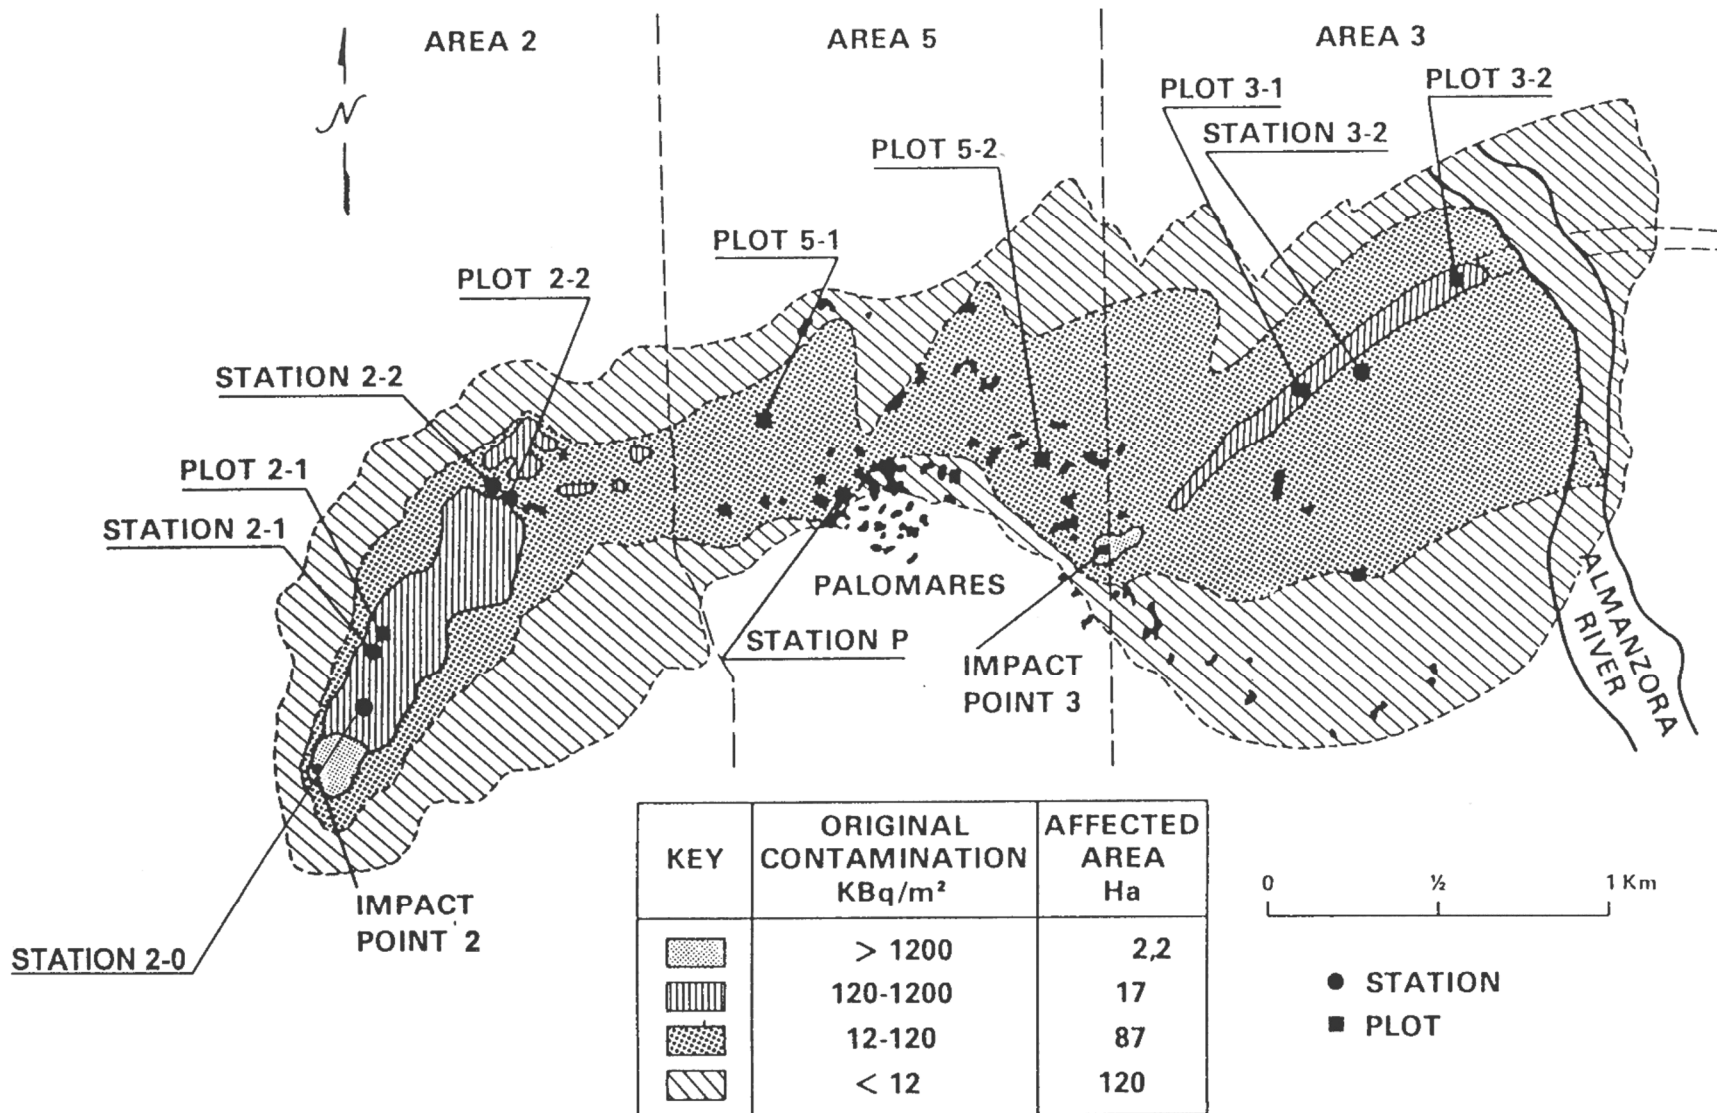 AREA 2
AREA 5
AREA 3
N
PLOT 3-1
PLOT 3-2
STATION 3-2
PLOT 5-2
PLOT 5-1
PLOT 2-2
STATION 2-2
PLOT 2-1
STATION 2-1
PALOMARES
STATION P
IMPACT
POINT 3
ALMANZORA
RIVER
IMPACT
POINT 2
STATION 2-0
KEY
ORIGINAL
CONTAMINATION
KBq/m²
AFFECTED
AREA
Ha
> 1200 2,2
120-1200 17
12-120 87
< 12 120
0 ½ 1 Km
STATION
PLOT